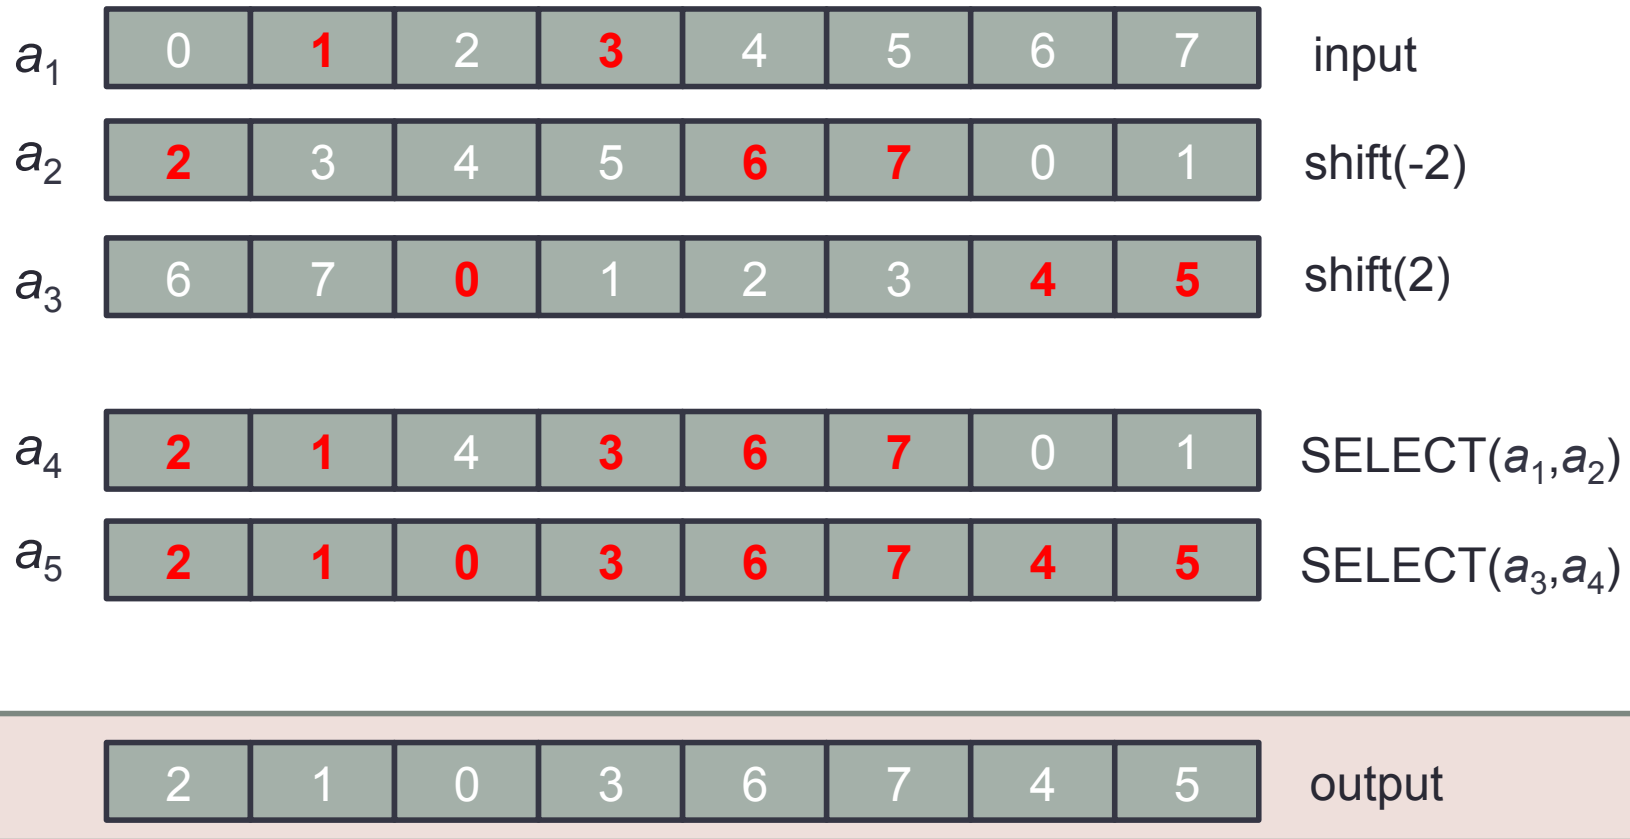 a₁ 0 1 2 3 4 5 6 7 input
a₂ 2 3 4 5 6 7 0 1 shift(-2)
a₃ 6 7 0 1 2 3 4 5 shift(2)
a₄ 2 1 4 3 6 7 0 1 SELECT(a₁,a₂)
a₅ 2 1 0 3 6 7 4 5 SELECT(a₃,a₄)
2 1 0 3 6 7 4 5 output